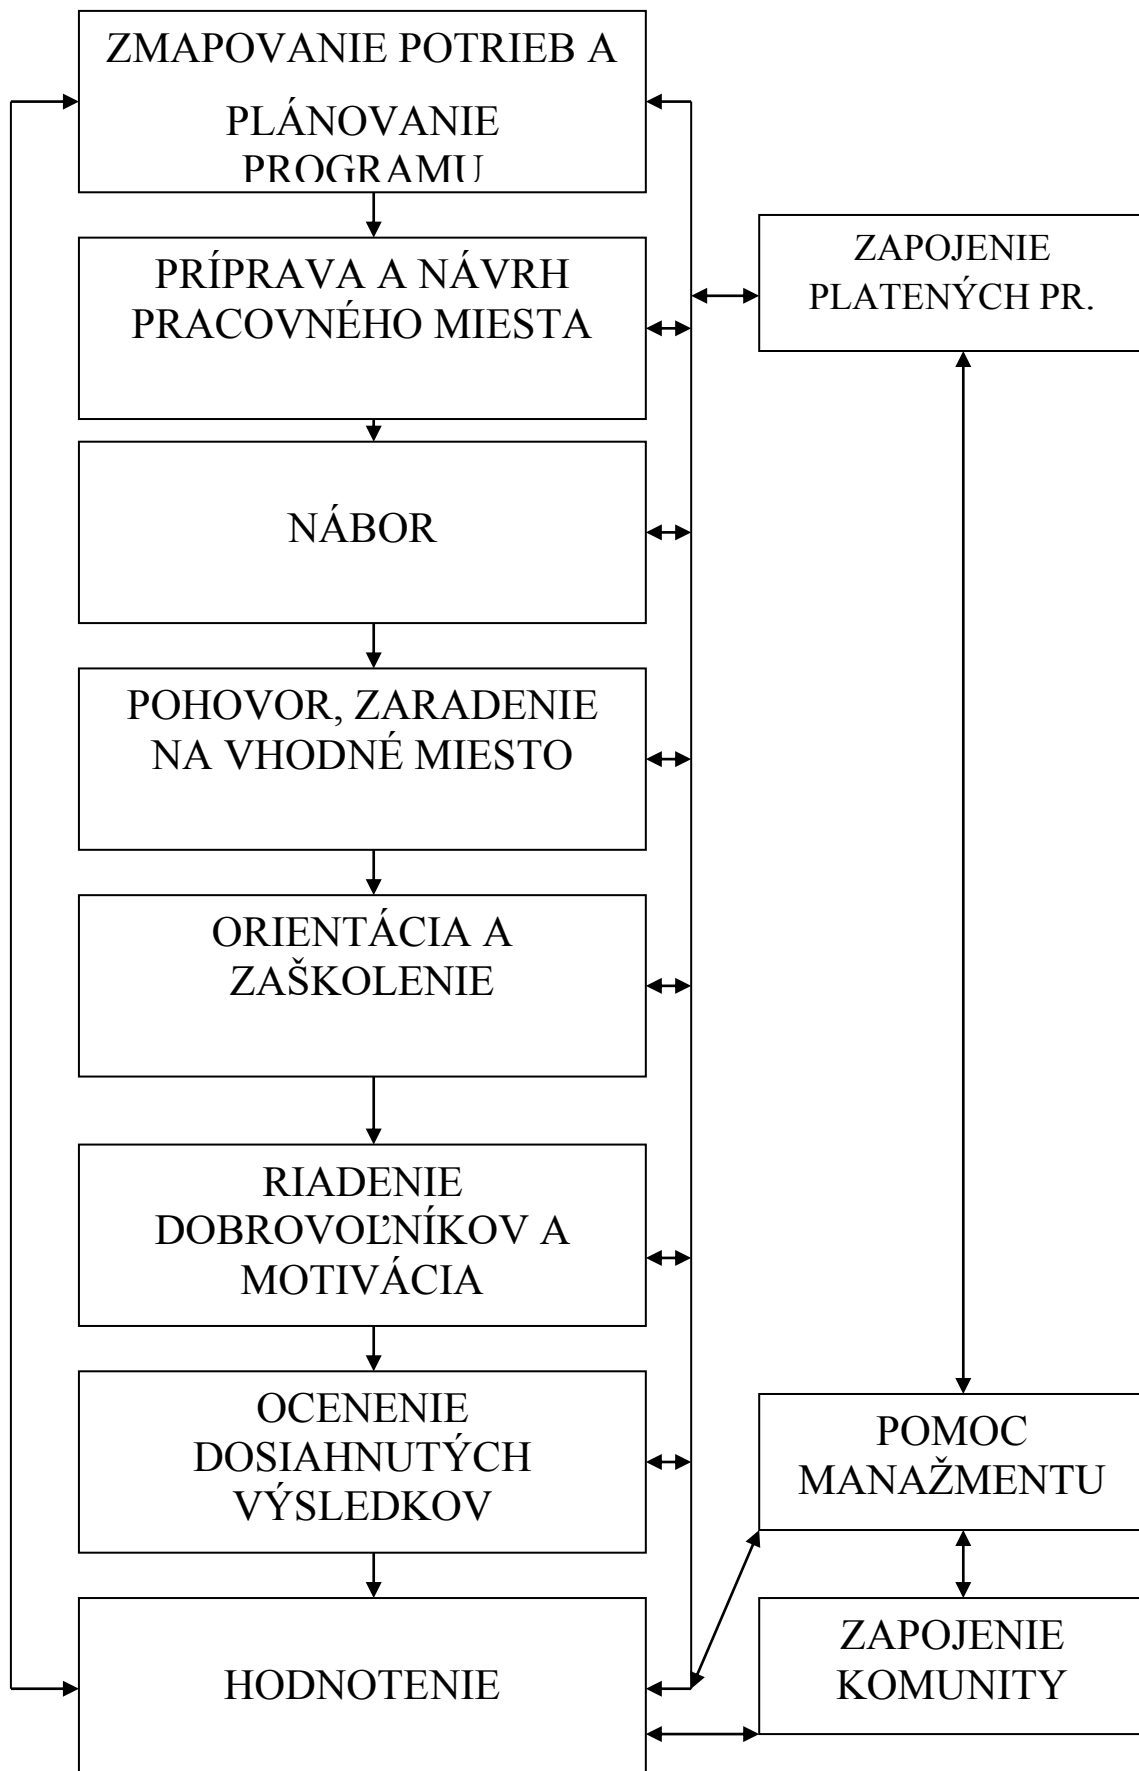 ZMAPOVANIE POTRIEB A
PLÁNOVANIE
PROGRAMU
PRÍPRAVA A NÁVRH
PRACOVNÉHO MIESTA
NÁBOR
POHOVOR, ZARADENIE
NA VHODNÉ MIESTO
ORIENTÁCIA A
ZAŠKOLENIE
RIADENIE
DOBROVOĽNÍKOV A
MOTIVÁCIA
OCENENIE
DOSIAHNUTÝCH
VÝSLEDKOV
HODNOTENIE
ZAPOJENIE
PLATENÝCH PR.
POMOC
MANAŽMENTU
ZAPOJENIE
KOMUNITY